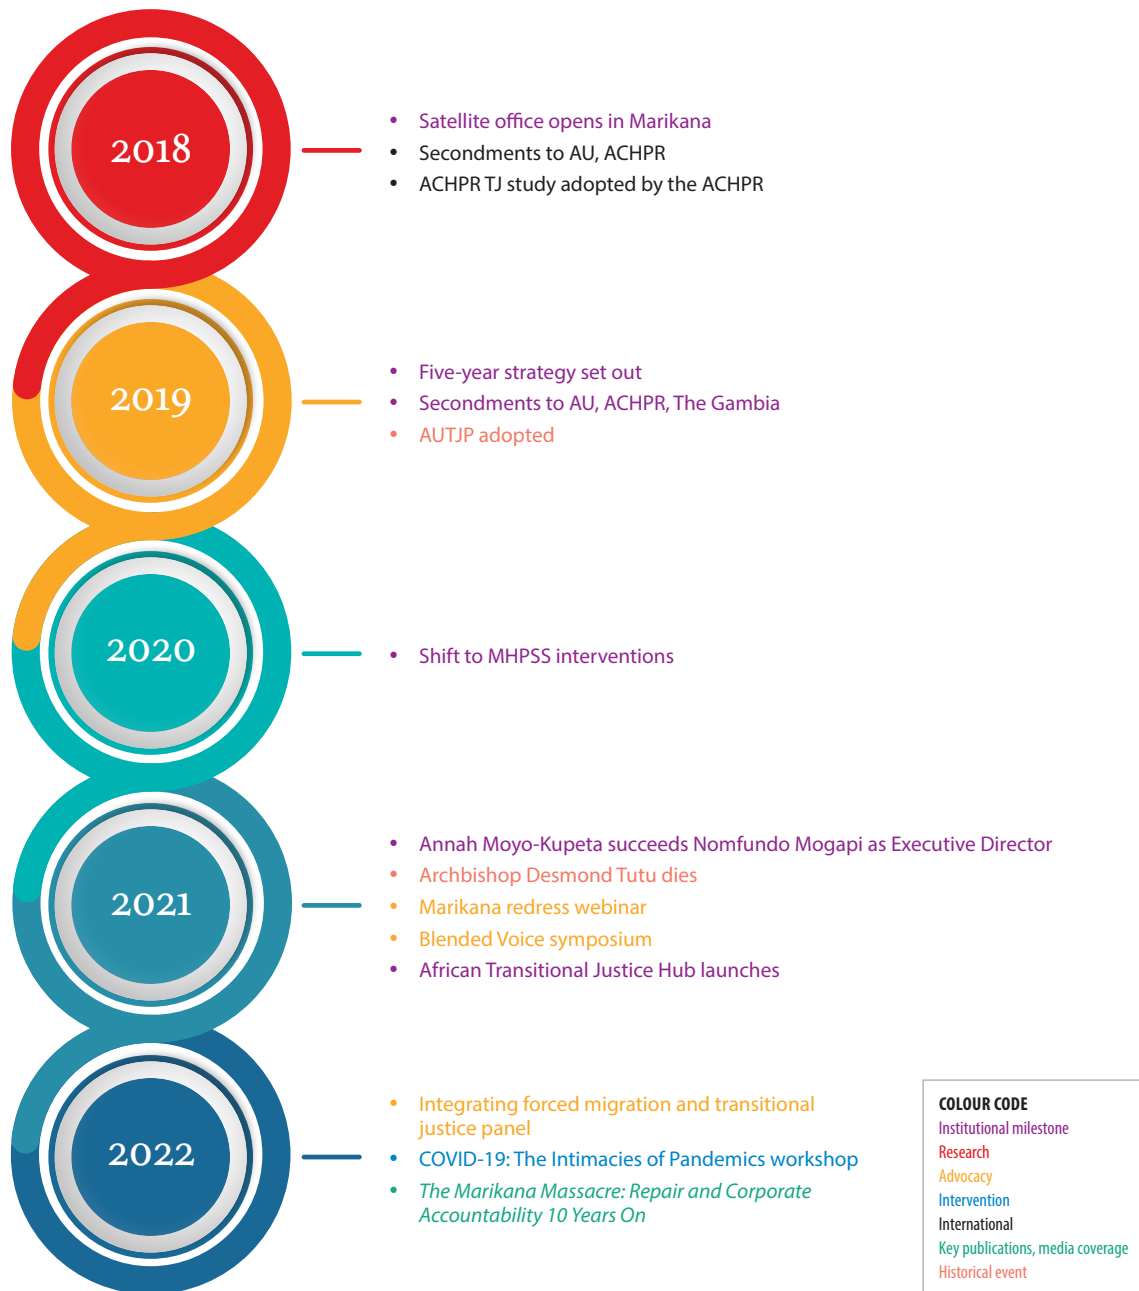 2018
• Satellite office opens in Marikana
• Secondments to AU, ACHPR
• ACHPR TJ study adopted by the ACHPR
2019
• Five-year strategy set out
• Secondments to AU, ACHPR, The Gambia
• AUTJP adopted
2020
• Shift to MHPSS interventions
2021
• Annah Moyo-Kupeta succeeds Nomfundo Mogapi as Executive Director
• Archbishop Desmond Tutu dies
• Marikana redress webinar
• Blended Voice symposium
• African Transitional Justice Hub launches
2022
• Integrating forced migration and transitional
justice panel
• COVID-19: The Intimacies of Pandemics workshop
• The Marikana Massacre: Repair and Corporate
Accountability 10 Years On
COLOUR CODE
Institutional milestone
Research
Advocacy
Intervention
International
Key publications, media coverage
Historical event